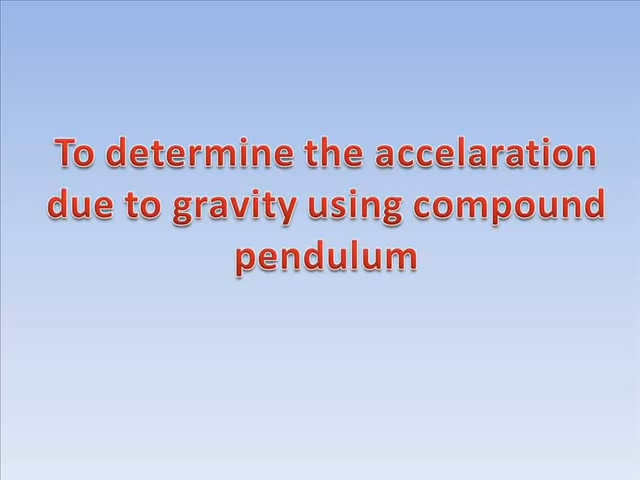 To determine the accelaration
due to gravity using compound
pendulum